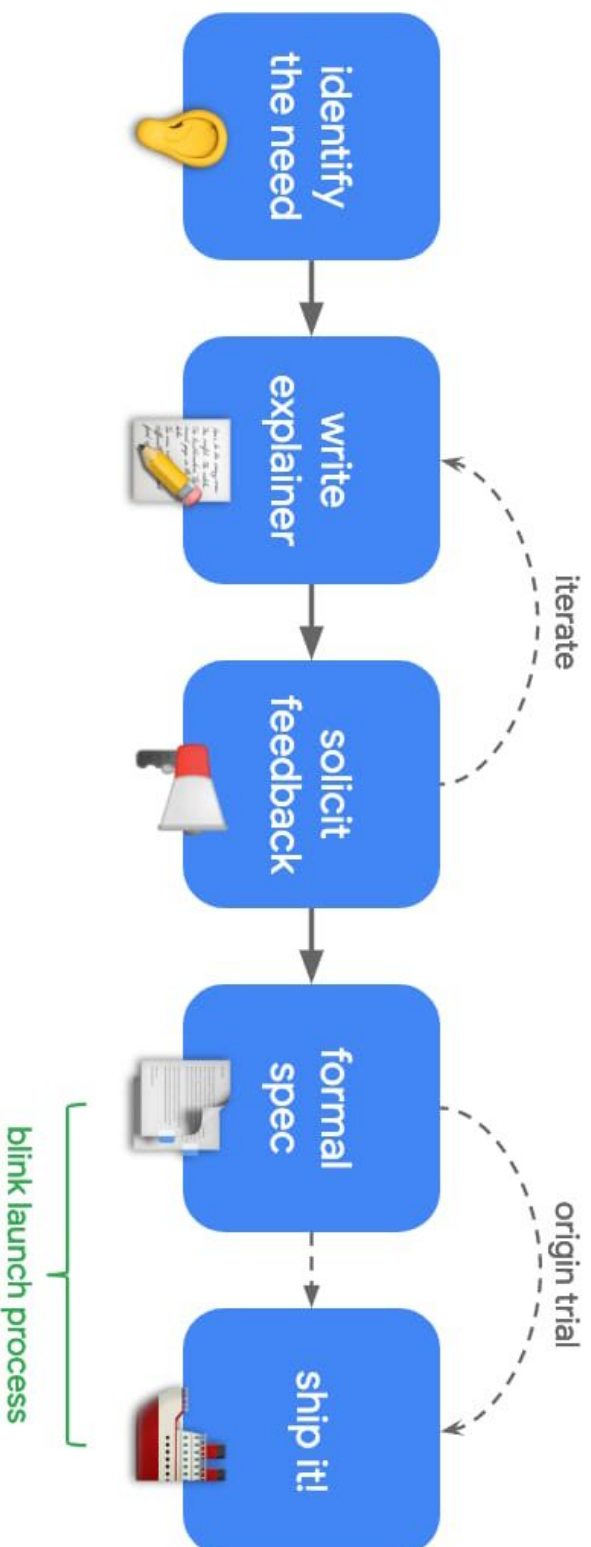 identify
the need
write
explainer
iterate
solicit
feedback
formal
spec
origin trial
ship it!
blink launch process